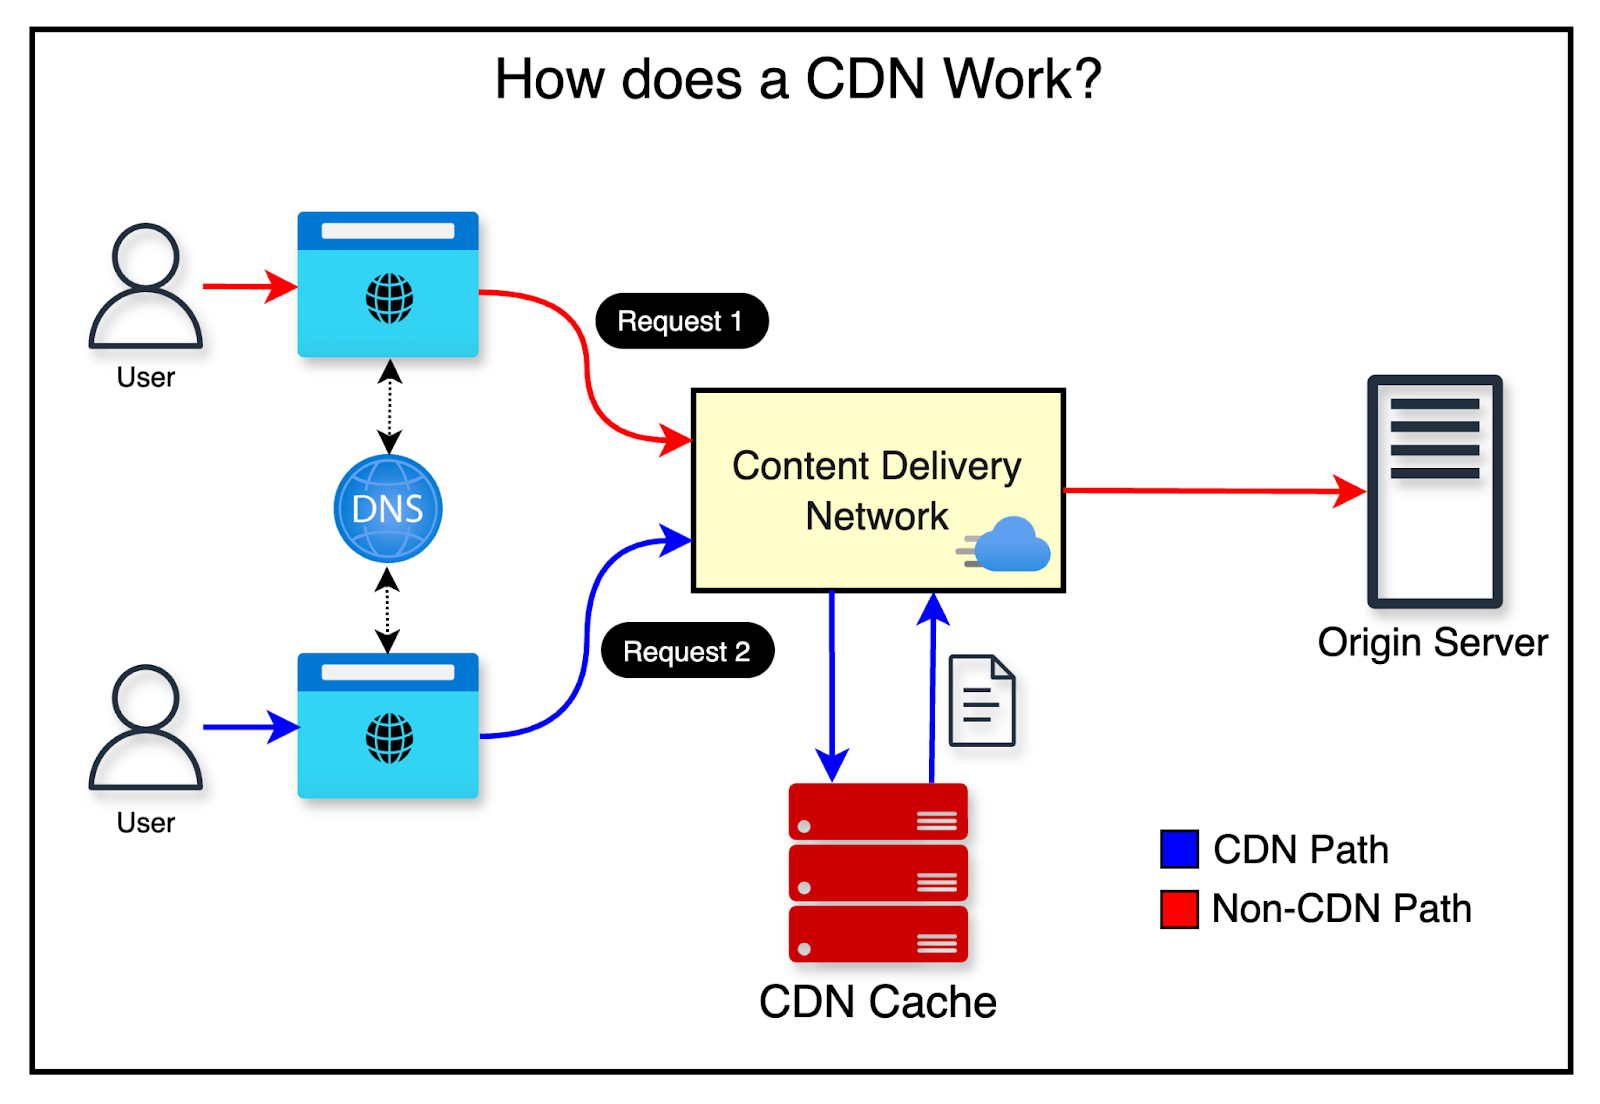 How does a CDN Work?
User
Request 1
Content Delivery
Network
DNS
Request 2
Origin Server
User
CDN Path
Non-CDN Path
CDN Cache